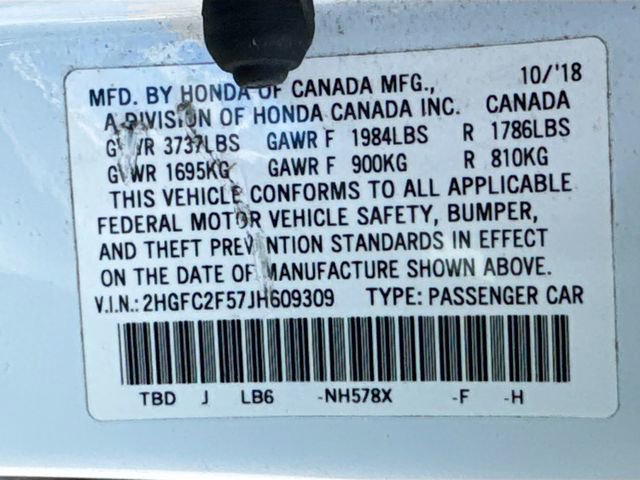 MFD. BY HONDA OF CANADA MFG., 10/'18
A DIVISION OF HONDA CANADA INC. CANADA
GVWR 3737LBS GAWR F 1984LBS R 1786LBS
GVWR 1695KG GAWR F 900KG R 810KG
THIS VEHICLE CONFORMS TO ALL APPLICABLE
FEDERAL MOTOR VEHICLE SAFETY, BUMPER,
AND THEFT PREVENTION STANDARDS IN EFFECT
ON THE DATE OF MANUFACTURE SHOWN ABOVE.
V.I.N.: 2HGFC2F57JH609309 TYPE: PASSENGER CAR
TBD J LB6 -NH578X -F -H